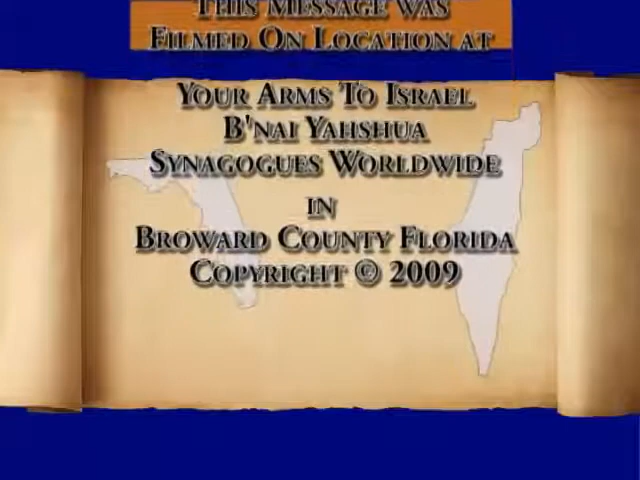 This Message was
Filmed On Location at
Your Arms To Israel
B'nai Yahshua
Synagogues Worldwide
in
Broward County Florida
Copyright © 2009